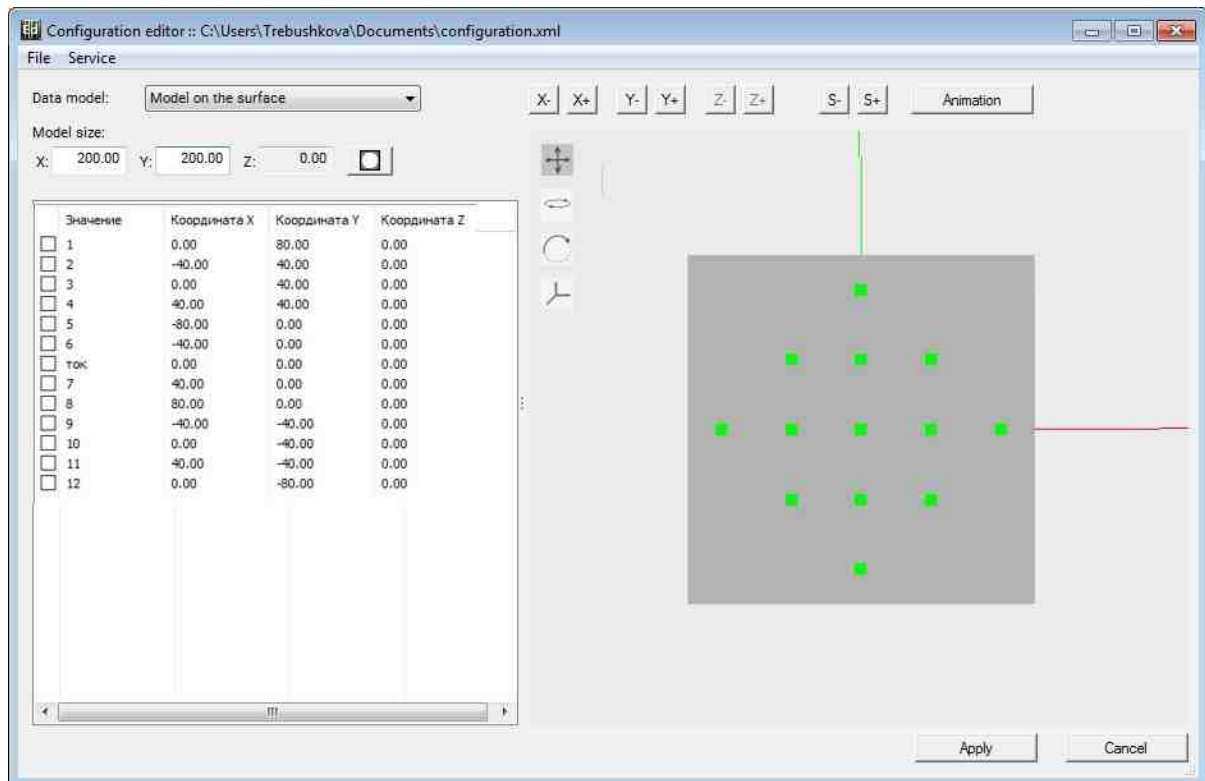 Configuration editor :: C:\Users\Trebushkova\Documents\configuration.xml
File Service
Data model: Model on the surface X- X+ Y- Y+ Z- Z+ S- S+ Animation
Model size:
X: 200.00 Y: 200.00 Z: 0.00
Значение Координата X Координата Y Координата Z
1 0.00 80.00 0.00
2 -40.00 40.00 0.00
3 0.00 40.00 0.00
4 40.00 40.00 0.00
5 -80.00 0.00 0.00
6 -40.00 0.00 0.00
ток 0.00 0.00 0.00
7 40.00 0.00 0.00
8 80.00 0.00 0.00
9 -40.00 -40.00 0.00
10 0.00 -40.00 0.00
11 40.00 -40.00 0.00
12 0.00 -80.00 0.00
Apply Cancel